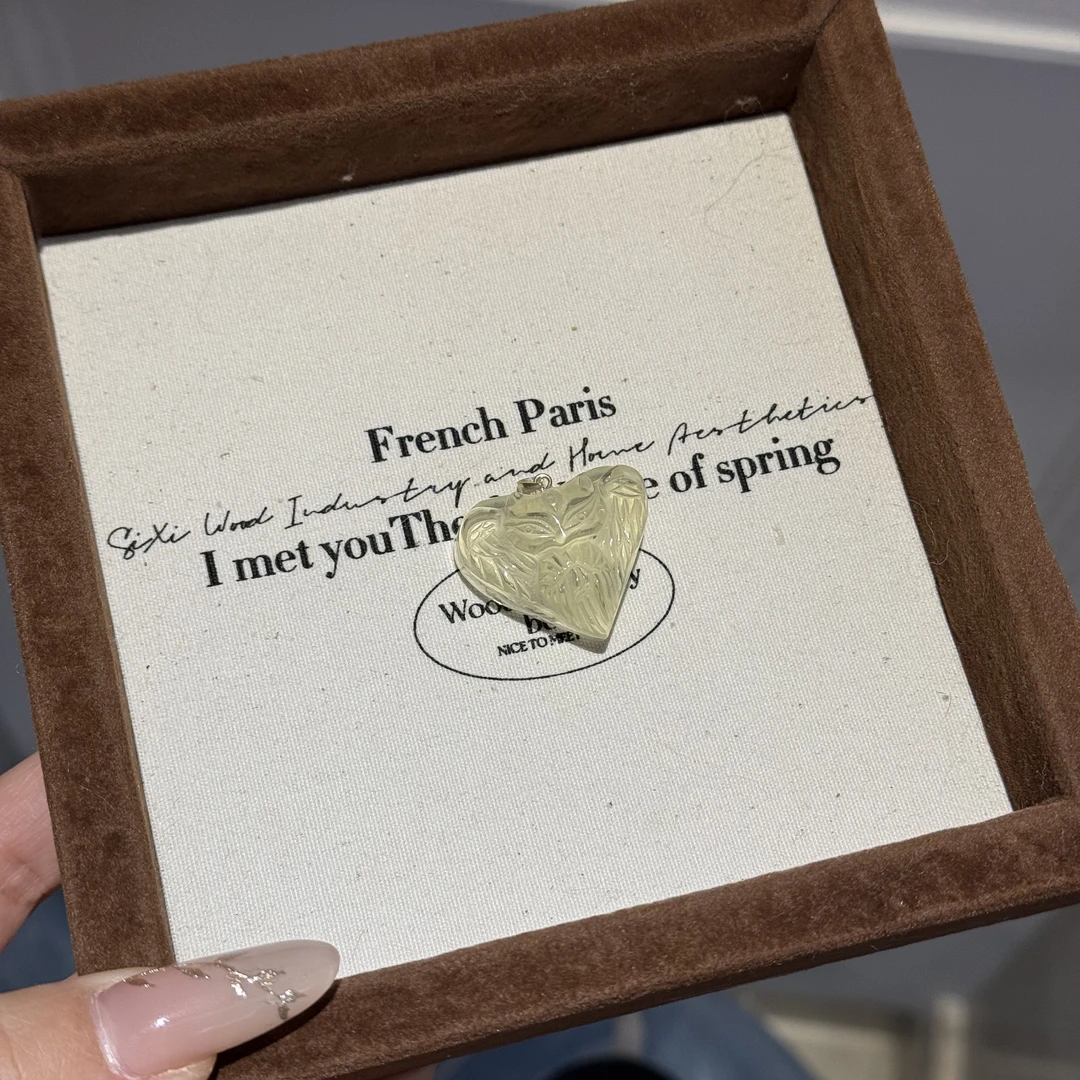 French Paris
SiXi Wood Industry and Home Aesthetics
I met youThe of spring
NICE TO